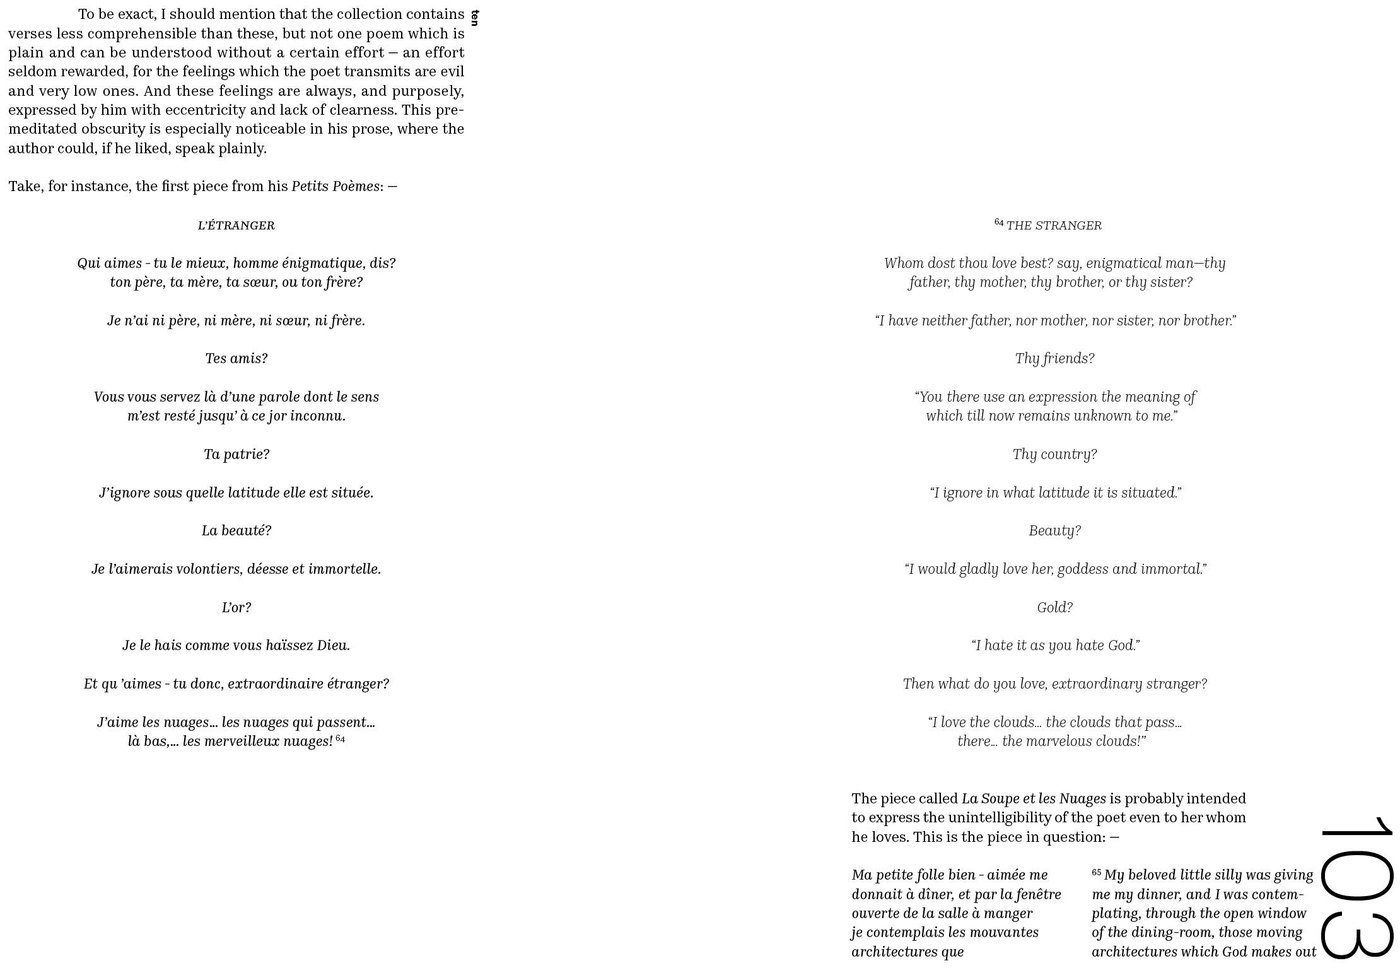 To be exact, I should mention that the collection contains
verses less comprehensible than these, but not one poem which is
plain and can be understood without a certain effort — an effort
seldom rewarded, for the feelings which the poet transmits are evil
and very low ones. And these feelings are always, and purposely,
expressed by him with eccentricity and lack of clearness. This pre-
meditated obscurity is especially noticeable in his prose, where the
author could, if he liked, speak plainly.
ten
Take, for instance, the first piece from his Petits Poèmes: —
L'ÉTRANGER
Qui aimes - tu le mieux, homme énigmatique, dis?
ton père, ta mère, ta sœur, ou ton frère?
Je n'ai ni père, ni mère, ni sœur, ni frère.
Tes amis?
Vous vous servez là d'une parole dont le sens
m'est resté jusqu' à ce jor inconnu.
Ta patrie?
J'ignore sous quelle latitude elle est située.
La beauté?
Je l'aimerais volontiers, déesse et immortelle.
L'or?
Je le hais comme vous haïssez Dieu.
Et qu 'aimes - tu donc, extraordinaire étranger?
J'aime les nuages... les nuages qui passent...
là bas,... les merveilleux nuages! 64
64 THE STRANGER
Whom dost thou love best? say, enigmatical man—thy
father, thy mother, thy brother, or thy sister?
“I have neither father, nor mother, nor sister, nor brother.”
Thy friends?
“You there use an expression the meaning of
which till now remains unknown to me.”
Thy country?
“I ignore in what latitude it is situated.”
Beauty?
“I would gladly love her, goddess and immortal.”
Gold?
“I hate it as you hate God.”
Then what do you love, extraordinary stranger?
“I love the clouds... the clouds that pass...
there... the marvelous clouds!”
The piece called La Soupe et les Nuages is probably intended
to express the unintelligibility of the poet even to her whom
he loves. This is the piece in question: —
Ma petite folle bien - aimée me
donnait à dîner, et par la fenêtre
ouverte de la salle à manger
je contemplais les mouvantes
architectures que
65 My beloved little silly was giving
me my dinner, and I was contem-
plating, through the open window
of the dining-room, those moving
architectures which God makes out
103